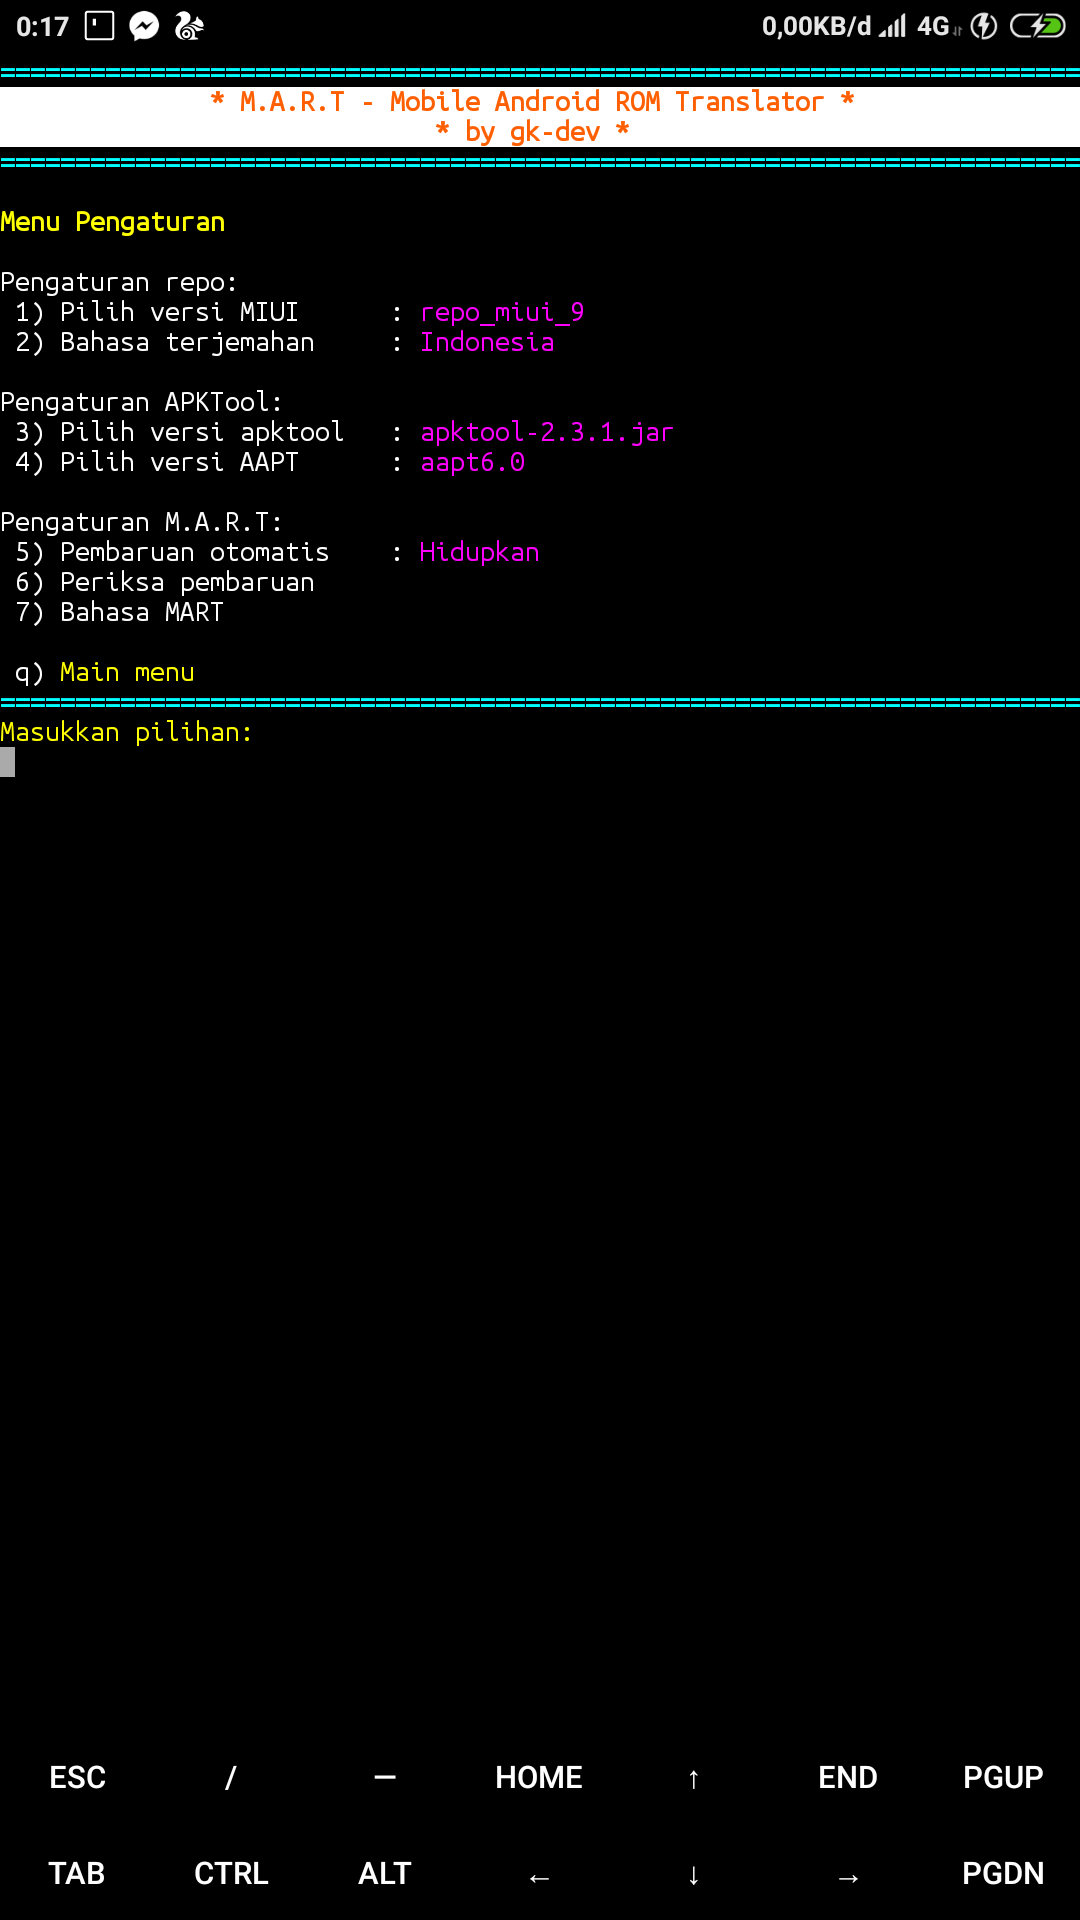 0:17 0,00KB/d 4G
========================================================================
* M.A.R.T - Mobile Android ROM Translator *
* by gk-dev *
========================================================================
Menu Pengaturan
Pengaturan repo:
1) Pilih versi MIUI : repo_miui_9
2) Bahasa terjemahan : Indonesia
Pengaturan APKTool:
3) Pilih versi apktool : apktool-2.3.1.jar
4) Pilih versi AAPT : aapt6.0
Pengaturan M.A.R.T:
5) Pembaruan otomatis : Hidupkan
6) Periksa pembaruan
7) Bahasa MART
q) Main menu
========================================================================
Masukkan pilihan:
ESC / — HOME ↑ END PGUP
TAB CTRL ALT ← ↓ → PGDN